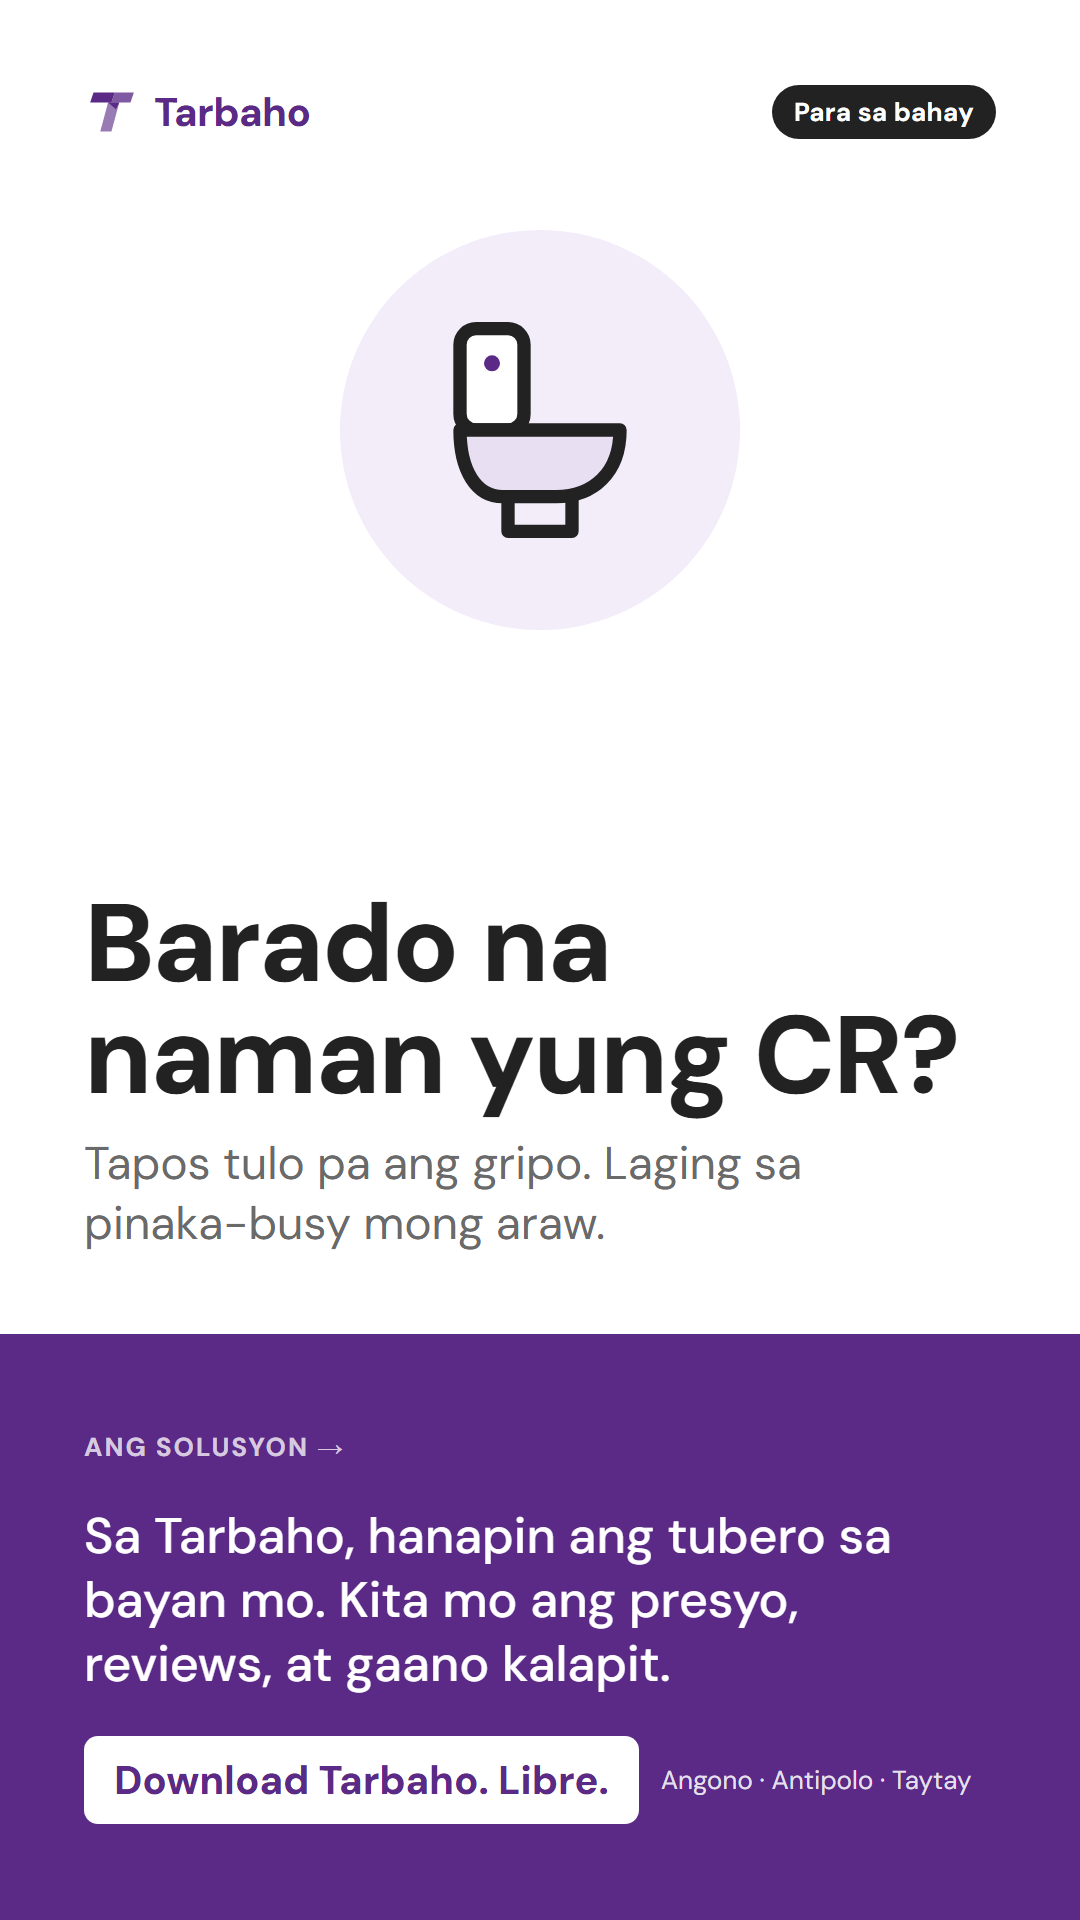 Tarbaho
Para sa bahay
Barado na
naman yung CR?
Tapos tulo pa ang gripo. Laging sa
pinaka-busy mong araw.
ANG SOLUSYON →
Sa Tarbaho, hanapin ang tubero sa
bayan mo. Kita mo ang presyo,
reviews, at gaano kalapit.
Download Tarbaho. Libre.
Angono · Antipolo · Taytay